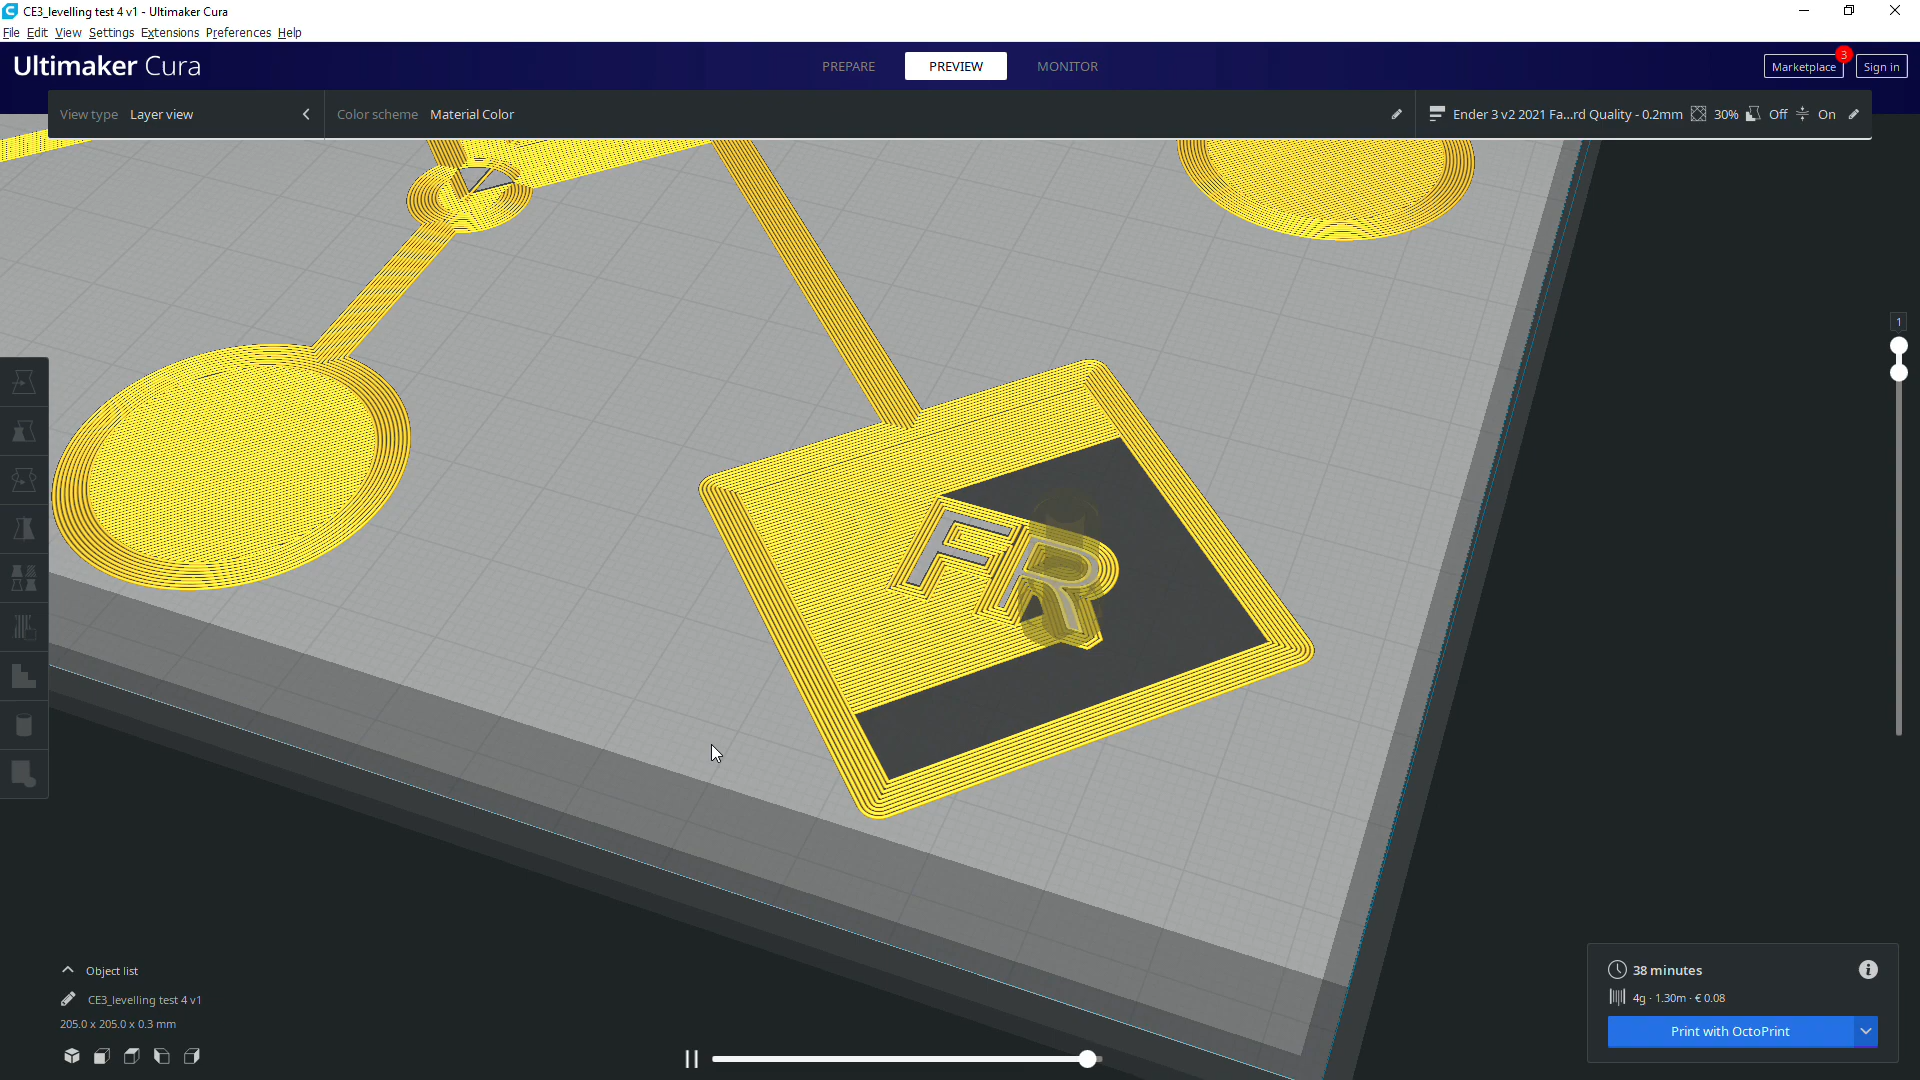 CE3_levelling test 4 v1 - Ultimaker Cura
File Edit View Settings Extensions Preferences Help
Ultimaker Cura
PREPARE PREVIEW MONITOR
Marketplace 3 Sign in
View type Layer view Color scheme Material Color Ender 3 v2 2021 Fa...rd Quality - 0.2mm 30% Off On
1
FR
Object list
CE3_levelling test 4 v1
205.0 x 205.0 x 0.3 mm
38 minutes
4g · 1.30m · € 0.08
Print with OctoPrint